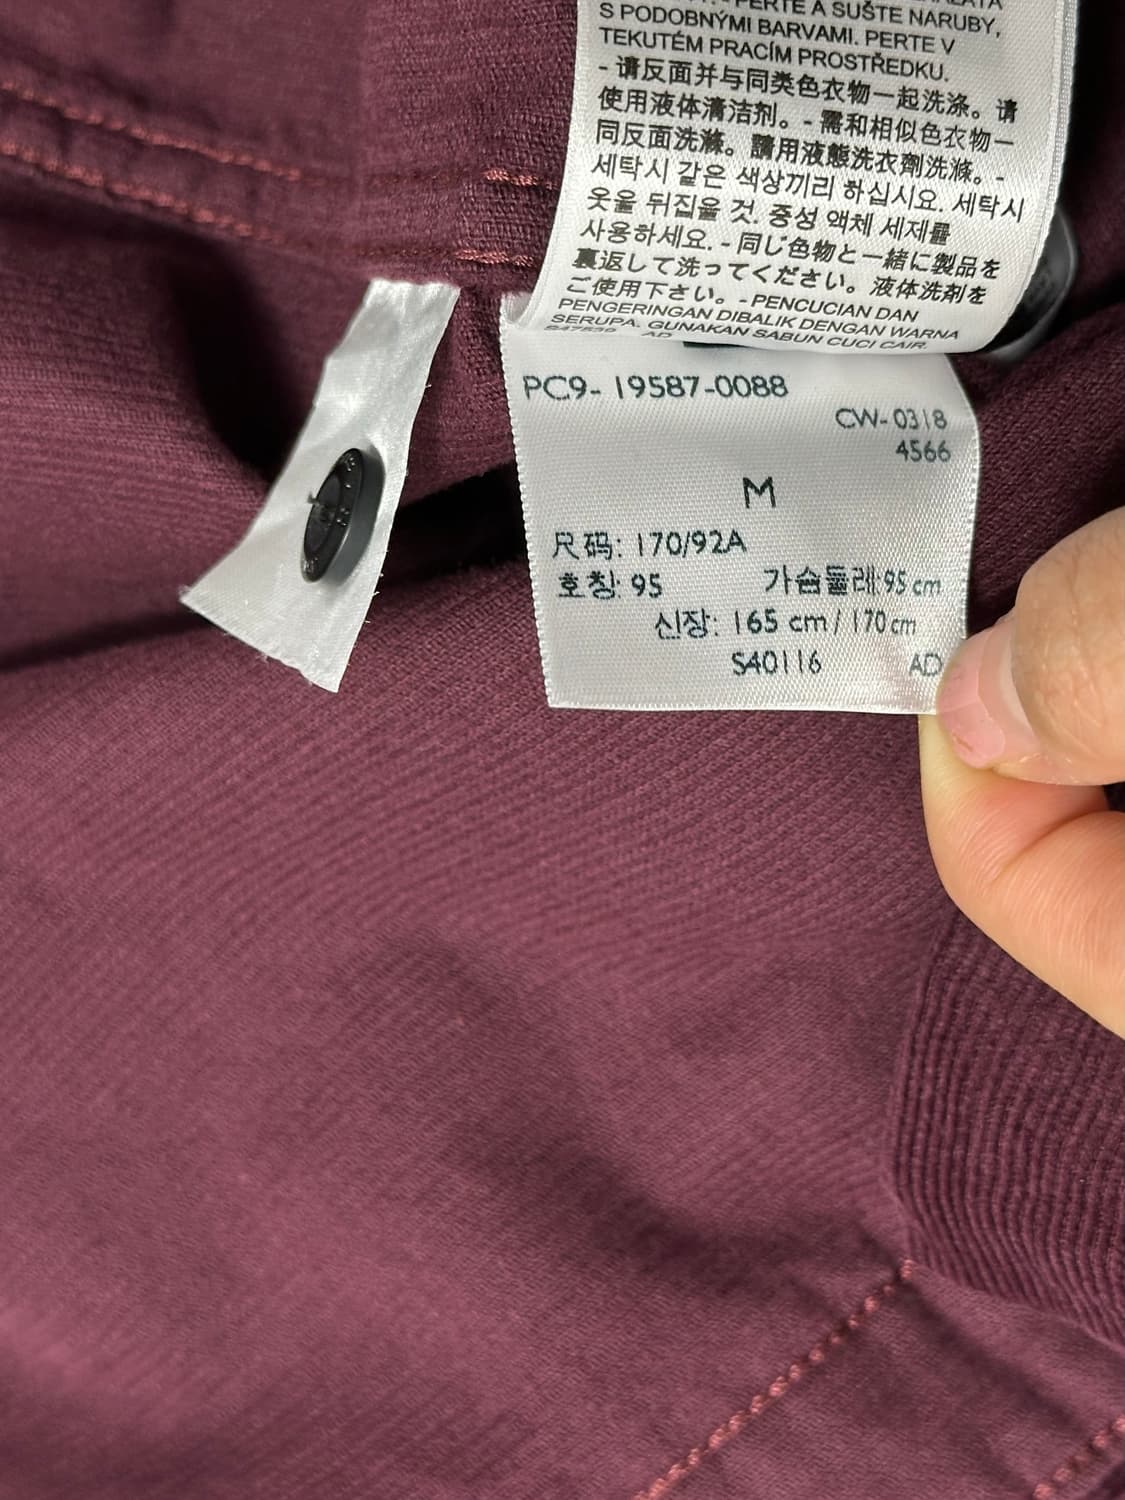 PERTE A SUŠTE NARUBY,
S PODOBNÝMI BARVAMI. PERTE V
TEKUTÉM PRACÍM PROSTŘEDKU.
- 请反面并与同类色衣物一起洗涤。请
使用液体清洁剂。- 需和相似色衣物一
同反面洗滌。請用液態洗衣劑洗滌。-
세탁시 같은 색상끼리 하십시요. 세탁시
옷을 뒤집을 것. 중성 액체 세제를
사용하세요. - 同じ色物と一緒に製品を
裏返して洗ってください。液体洗剤を
ご使用下さい。- PENCUCIAN DAN
PENGERINGAN DIBALIK DENGAN WARNA
SERUPA. GUNAKAN SABUN CUCI CAIR.
AD
PC9- 19587-0088
CW-0318
4566
M
尺码: 170/92A
호칭: 95 가슴둘레:95 cm
신장: 165 cm/170 cm
S40116 AD